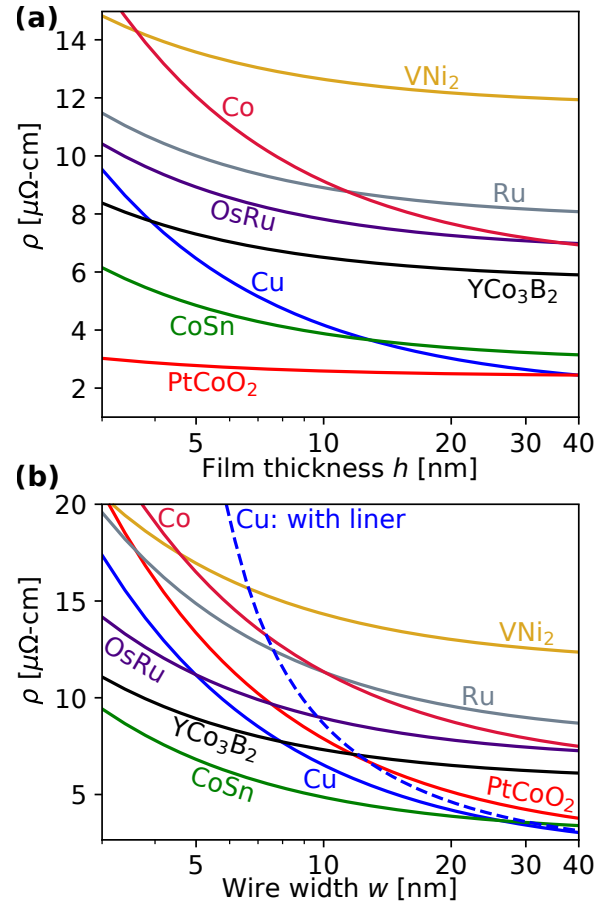 (a)
14
12
10
8
6
4
2
ρ [μΩ-cm]
VNi₂
Co
Ru
OsRu
Cu
YCo₃B₂
CoSn
PtCoO₂
5 10 20 30 40
Film thickness h [nm]
(b)
20
15
10
5
ρ [μΩ-cm]
Co
Cu: with liner
VNi₂
OsRu
Ru
YCo₃B₂
CoSn
Cu
PtCoO₂
5 10 20 30 40
Wire width w [nm]